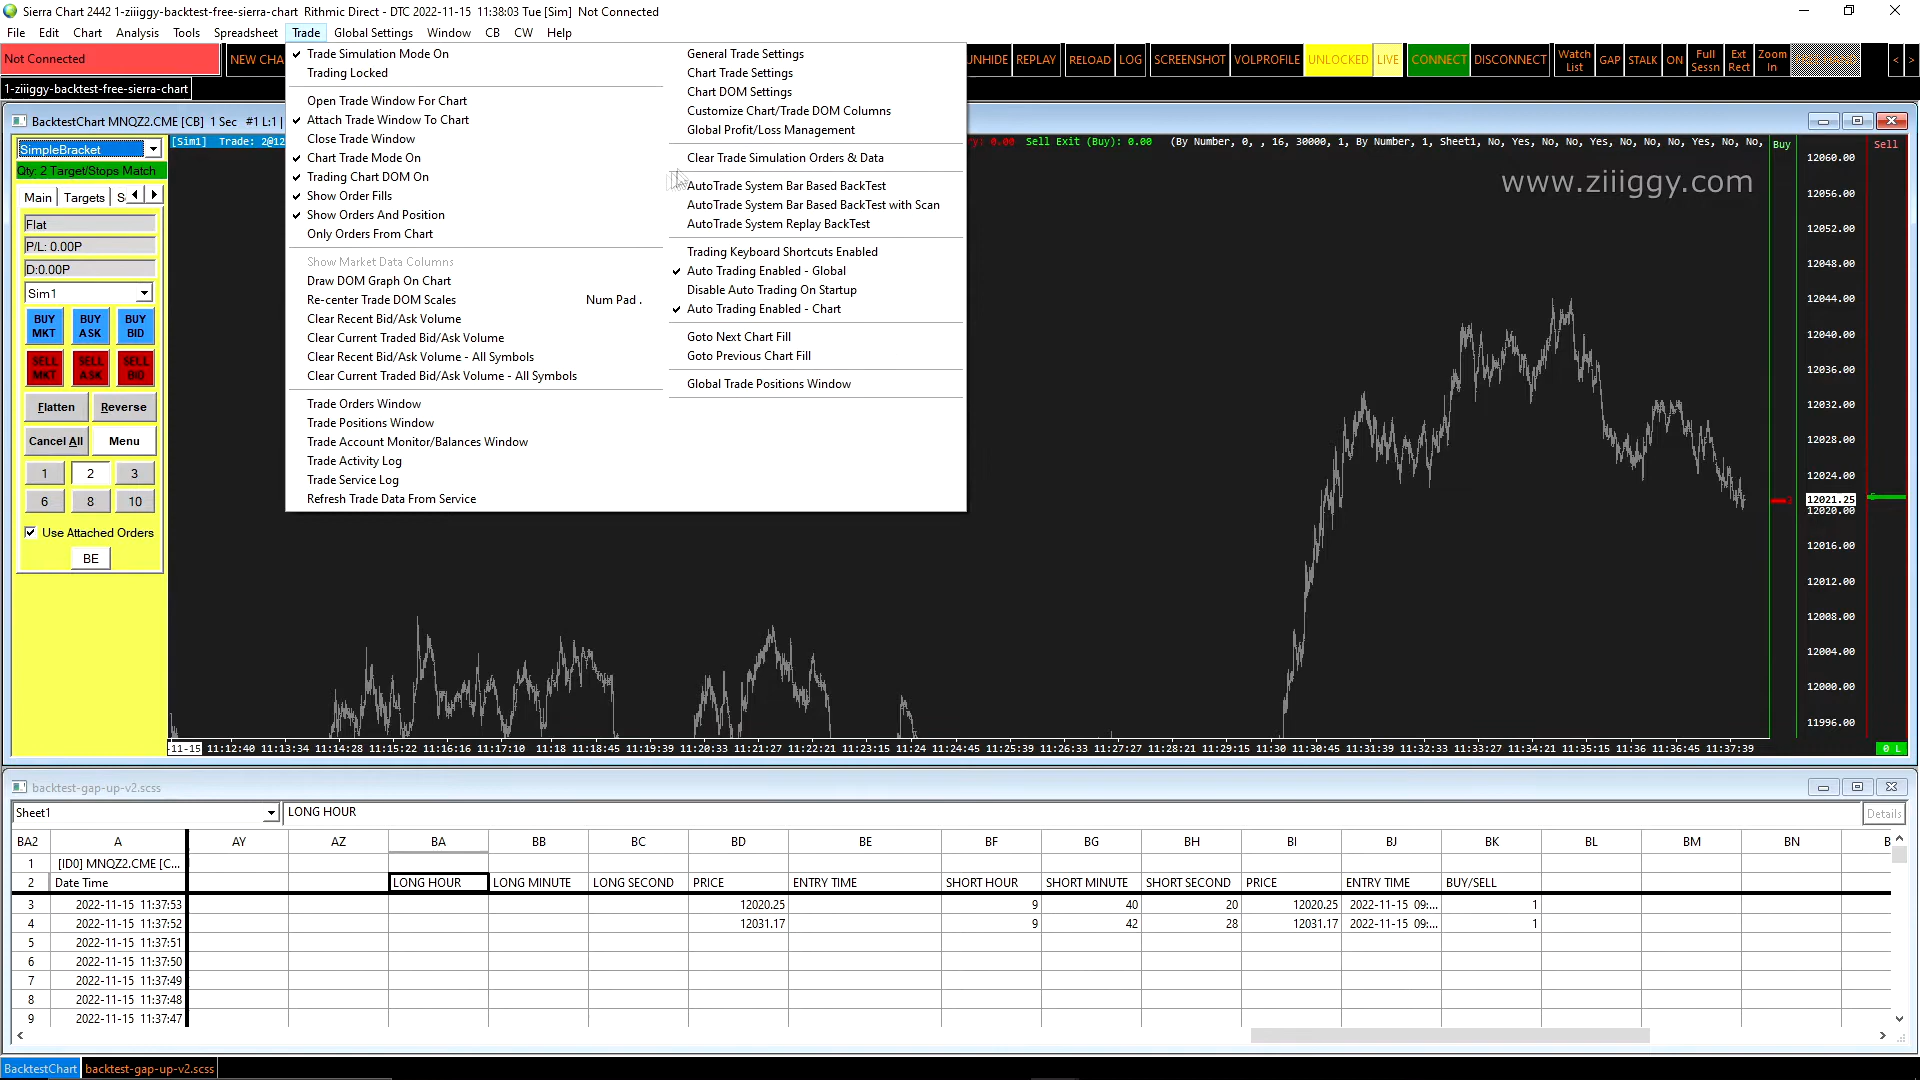 Sierra Chart 2442 1-ziiiggy-backtest-free-sierra-chart Rithmic Direct - DTC 2022-11-15 11:38:03 Tue [Sim] Not Connected
File Edit Chart Analysis Tools Spreadsheet Trade Global Settings Window CB CW Help
Not Connected NEW CHA
UNHIDE REPLAY RELOAD LOG SCREENSHOT VOLPROFILE UNLOCKED LIVE CONNECT DISCONNECT Watch List GAP STALK ON Full Sessn Ext Rect Zoom In < >
1-ziiiggy-backtest-free-sierra-chart
BacktestChart MNQZ2.CME [CB] 1 Sec #1 L:1 |
SimpleBracket
Qty: 2 Target/Stops Match
Main Targets S
Flat
P/L: 0.00P
D:0.00P
Sim1
BUY MKT BUY ASK BUY BID
SELL MKT SELL ASK SELL BID
Flatten Reverse
Cancel All Menu
1 2 3
6 8 10
Use Attached Orders
BE
[Sim1] Trade: 2@12
Trade Simulation Mode On
Trading Locked
Open Trade Window For Chart
Attach Trade Window To Chart
Close Trade Window
Chart Trade Mode On
Trading Chart DOM On
Show Order Fills
Show Orders And Position
Only Orders From Chart
Show Market Data Columns
Draw DOM Graph On Chart
Re-center Trade DOM Scales Num Pad .
Clear Recent Bid/Ask Volume
Clear Current Traded Bid/Ask Volume
Clear Recent Bid/Ask Volume - All Symbols
Clear Current Traded Bid/Ask Volume - All Symbols
Trade Orders Window
Trade Positions Window
Trade Account Monitor/Balances Window
Trade Activity Log
Trade Service Log
Refresh Trade Data From Service
General Trade Settings
Chart Trade Settings
Chart DOM Settings
Customize Chart/Trade DOM Columns
Global Profit/Loss Management
Clear Trade Simulation Orders & Data
AutoTrade System Bar Based BackTest
AutoTrade System Bar Based BackTest with Scan
AutoTrade System Replay BackTest
Trading Keyboard Shortcuts Enabled
Auto Trading Enabled - Global
Disable Auto Trading On Startup
Auto Trading Enabled - Chart
Goto Next Chart Fill
Goto Previous Chart Fill
Global Trade Positions Window
0.00 Sell Exit (Buy): 0.00 (By Number, 0, , 16, 30000, 1, By Number, 1, Sheet1, No, Yes, No, No, Yes, No, No, No, Yes, No, No,
Buy Sell
www.ziiiggy.com
12060.00
12056.00
12052.00
12048.00
12044.00
12040.00
12036.00
12032.00
12028.00
12024.00
12021.25
12020.00
12016.00
12012.00
12008.00
12004.00
12000.00
11996.00
-11-15 11:12:40 11:13:34 11:14:28 11:15:22 11:16:16 11:17:10 11:18 11:18:45 11:19:39 11:20:33 11:21:27 11:22:21 11:23:15 11:24 11:24:45 11:25:39 11:26:33 11:27:27 11:28:21 11:29:15 11:30 11:30:45 11:31:39 11:32:33 11:33:27 11:34:21 11:35:15 11:36 11:36:45 11:37:39 0 L
backtest-gap-up-v2.scss
Sheet1 LONG HOUR Details
BA2 A AY AZ BA BB BC BD BE BF BG BH BI BJ BK BL BM BN B
1 [ID0] MNQZ2.CME [C...
2 Date Time LONG HOUR LONG MINUTE LONG SECOND PRICE ENTRY TIME SHORT HOUR SHORT MINUTE SHORT SECOND PRICE ENTRY TIME BUY/SELL
3 2022-11-15 11:37:53 12020.25 9 40 20 12020.25 2022-11-15 09:... 1
4 2022-11-15 11:37:52 12031.17 9 42 28 12031.17 2022-11-15 09:... 1
5 2022-11-15 11:37:51
6 2022-11-15 11:37:50
7 2022-11-15 11:37:49
8 2022-11-15 11:37:48
9 2022-11-15 11:37:47
BacktestChart backtest-gap-up-v2.scss